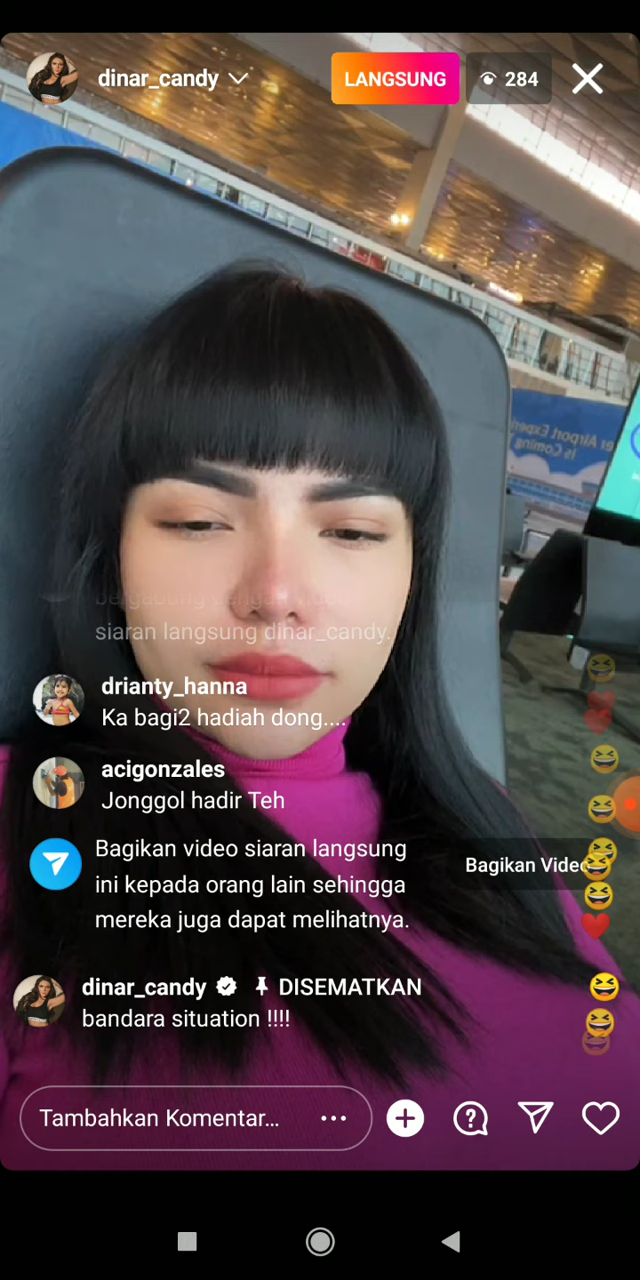 dinar_candy
LANGSUNG
284
siaran langsung dinar_candy.
drianty_hanna
Ka bagi2 hadiah dong....
acigonzales
Jonggol hadir Teh
Bagikan video siaran langsung
ini kepada orang lain sehingga
mereka juga dapat melihatnya.
Bagikan Video
dinar_candy DISEMATKAN
bandara situation !!!!
Tambahkan Komentar...